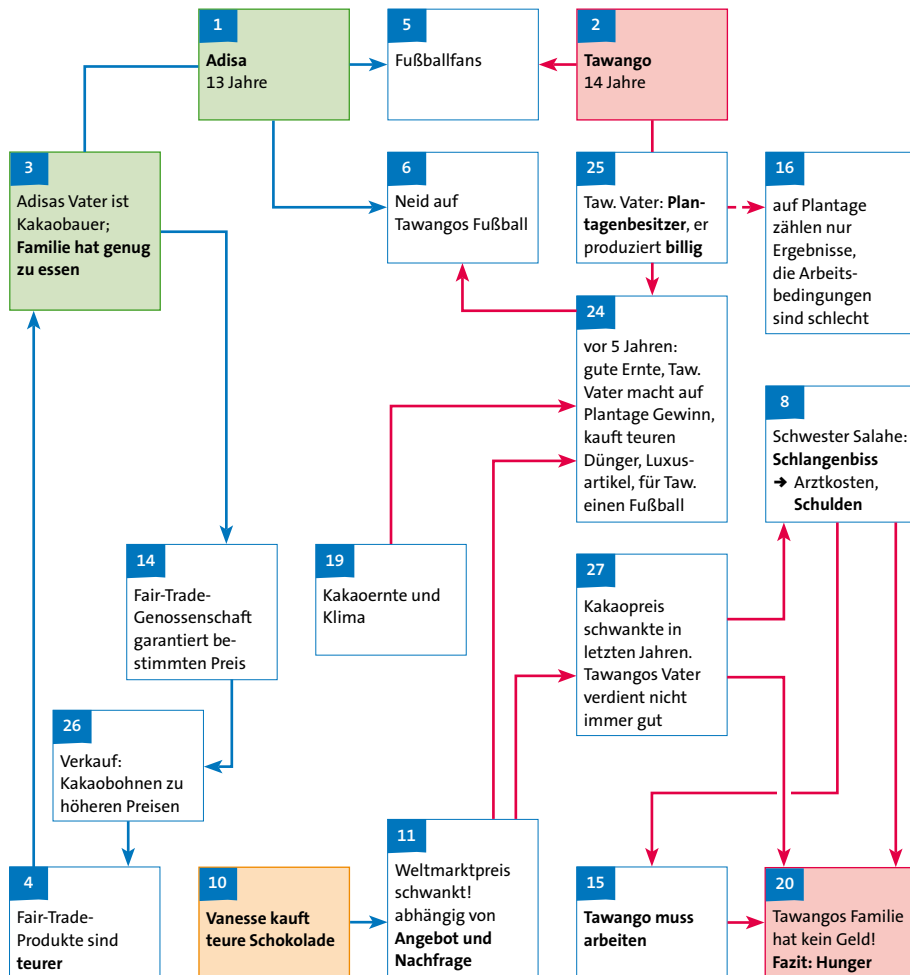 1
Adisa
13 Jahre
5
Fußballfans
2
Tawango
14 Jahre
3
Adisas Vater ist
Kakaobauer;
Familie hat genug
zu essen
6
Neid auf
Tawangos Fußball
25
Taw. Vater: Plan-
tagenbesitzer, er
produziert billig
16
auf Plantage
zählen nur
Ergebnisse,
die Arbeits-
bedingungen
sind schlecht
24
vor 5 Jahren:
gute Ernte, Taw.
Vater macht auf
Plantage Gewinn,
kauft teuren
Dünger, Luxus-
artikel, für Taw.
einen Fußball
8
Schwester Salahe:
Schlangenbiss
→ Arztkosten,
Schulden
14
Fair-Trade-
Genossenschaft
garantiert be-
stimmten Preis
19
Kakaoernte und
Klima
27
Kakaopreis
schwankte in
letzten Jahren.
Tawangos Vater
verdient nicht
immer gut
26
Verkauf:
Kakaobohnen zu
höheren Preisen
4
Fair-Trade-
Produkte sind
teurer
10
Vanesse kauft
teure Schokolade
11
Weltmarktpreis
schwankt!
abhängig von
Angebot und
Nachfrage
15
Tawango muss
arbeiten
20
Tawangos Familie
hat kein Geld!
Fazit: Hunger